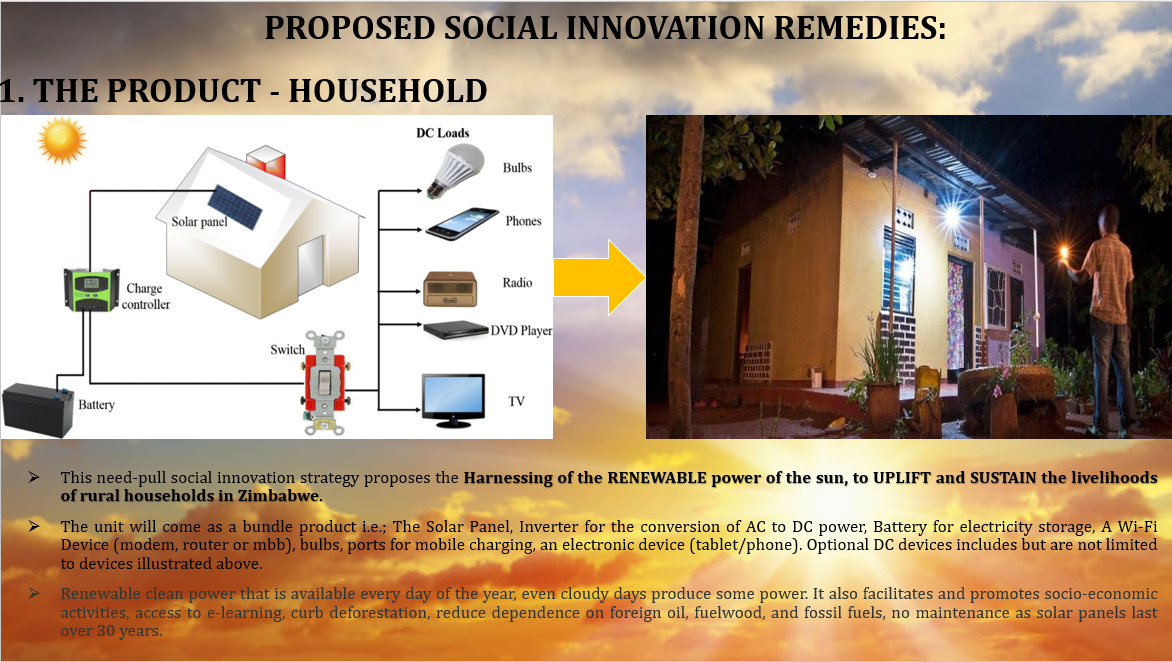 PROPOSED SOCIAL INNOVATION REMEDIES:
1. THE PRODUCT - HOUSEHOLD
DC Loads
Bulbs
Solar panel
Phones
Charge
controller
Radio
DVD Player
Switch
Battery
TV
➢ This need-pull social innovation strategy proposes the Harnessing of the RENEWABLE power of the sun, to UPLIFT and SUSTAIN the livelihoods
of rural households in Zimbabwe.
➢ The unit will come as a bundle product i.e.; The Solar Panel, Inverter for the conversion of AC to DC power, Battery for electricity storage, A Wi-Fi
Device (modem, router or mbb), bulbs, ports for mobile charging, an electronic device (tablet/phone). Optional DC devices includes but are not limited
to devices illustrated above.
➢ Renewable clean power that is available every day of the year, even cloudy days produce some power. It also facilitates and promotes socio-economic
activities, access to e-learning, curb deforestation, reduce dependence on foreign oil, fuelwood, and fossil fuels, no maintenance as solar panels last
over 30 years.